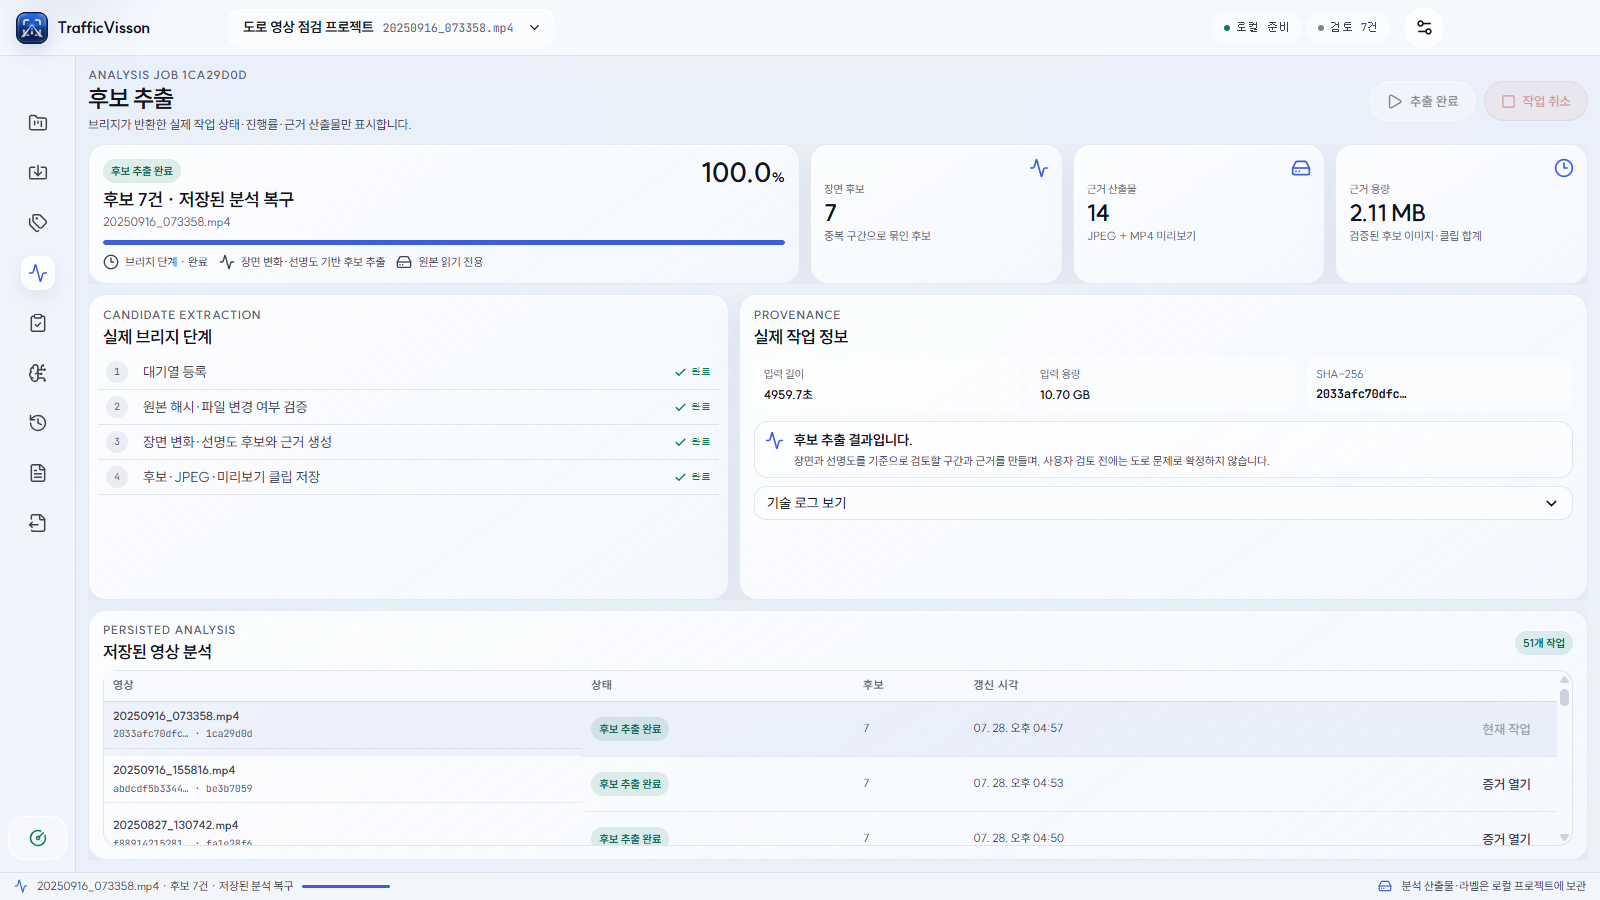 TrafficVisson
도로 영상 점검 프로젝트 20250916_073358.mp4
로컬 준비
검토 7건
ANALYSIS JOB 1CA29D0D
후보 추출
브리지가 반환한 실제 작업 상태·진행률·근거 산출물만 표시합니다.
추출 완료
작업 취소
후보 추출 완료
100.0%
후보 7건 · 저장된 분석 복구
20250916_073358.mp4
브리지 단계 · 완료
장면 변화·선명도 기반 후보 추출
원본 읽기 전용
장면 후보
7
중복 구간으로 묶인 후보
근거 산출물
14
JPEG + MP4 미리보기
근거 용량
2.11 MB
검증된 후보 이미지·클립 합계
CANDIDATE EXTRACTION
실제 브리지 단계
1 대기열 등록 완료
2 원본 해시·파일 변경 여부 검증 완료
3 장면 변화·선명도 후보와 근거 생성 완료
4 후보·JPEG·미리보기 클립 저장 완료
PROVENANCE
실제 작업 정보
입력 길이
4959.7초
입력 용량
10.70 GB
SHA-256
2033afc70dfc…
후보 추출 결과입니다.
장면과 선명도를 기준으로 검토할 구간과 근거를 만들며, 사용자 검토 전에는 도로 문제로 확정하지 않습니다.
기술 로그 보기
PERSISTED ANALYSIS
저장된 영상 분석
51개 작업
영상 상태 후보 갱신 시각
20250916_073358.mp4
2033afc70dfc… · 1ca29d0d
후보 추출 완료 7 07. 28. 오후 04:57 현재 작업
20250916_155816.mp4
abdcdf5b3344… · be3b7059
후보 추출 완료 7 07. 28. 오후 04:53 증거 열기
20250827_130742.mp4
f88914215281… · fa1e28f6
후보 추출 완료 7 07. 28. 오후 04:50 증거 열기
20250916_073358.mp4 · 후보 7건 · 저장된 분석 복구
분석 산출물·라벨은 로컬 프로젝트에 보관